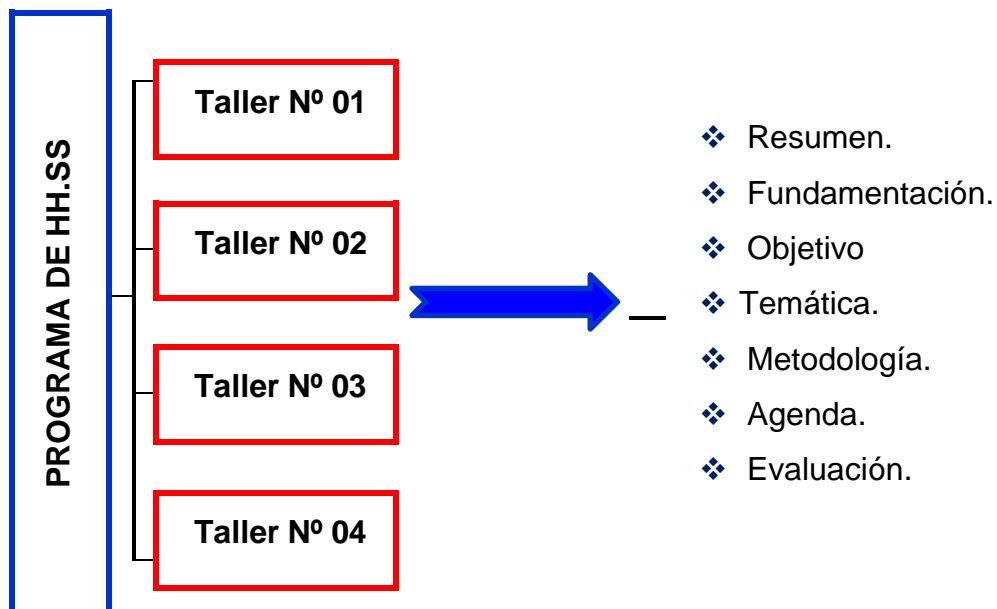 PROGRAMA DE HH.SS
Taller Nº 01
Taller Nº 02
Taller Nº 03
Taller Nº 04
❖ Resumen.
❖ Fundamentación.
❖ Objetivo
❖ Temática.
❖ Metodología.
❖ Agenda.
❖ Evaluación.